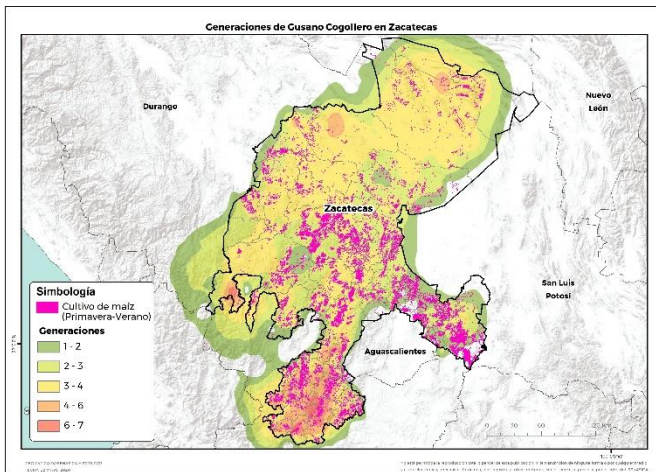 Generaciones de Gusano Cogollero en Zacatecas
Durango
Nuevo
León
Zacatecas
San Luis
Potosí
Aguascalientes
Simbología
Cultivo de maíz
(Primavera-Verano)
Generaciones
1 - 2
2 - 3
3 - 4
4 - 6
6 - 7